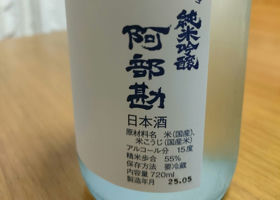 純米吟醸
阿部勘
日本酒
原材料名 米(国産)、
米こうじ(国産米)
アルコール分 15度
精米歩合 55%
保存方法 要冷蔵
内容量 720ml
製造年月 25.05